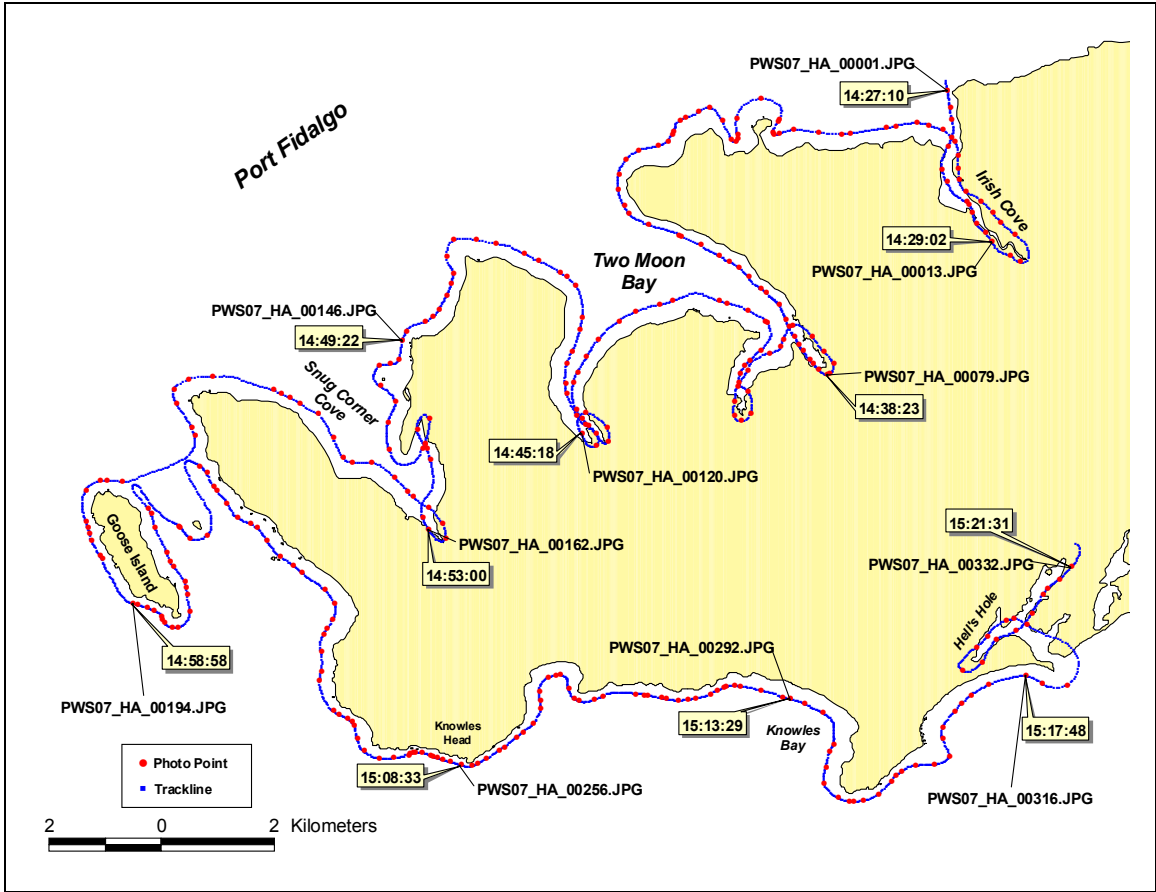 PWS07_HA_00001.JPG
14:27:10
Port Fidalgo
Irish Cove
14:29:02
PWS07_HA_00013.JPG
Two Moon
Bay
PWS07_HA_00146.JPG
14:49:22
Snug Corner
Cove
PWS07_HA_00079.JPG
14:38:23
14:45:18
PWS07_HA_00120.JPG
Goose Island
PWS07_HA_00162.JPG
14:53:00
15:21:31
PWS07_HA_00332.JPG
Hell's Hole
14:58:58
PWS07_HA_00292.JPG
PWS07_HA_00194.JPG
15:13:29
Knowles
Bay
15:17:48
Knowles
Head
15:08:33
PWS07_HA_00256.JPG
PWS07_HA_00316.JPG
Photo Point
Trackline
2 0 2 Kilometers